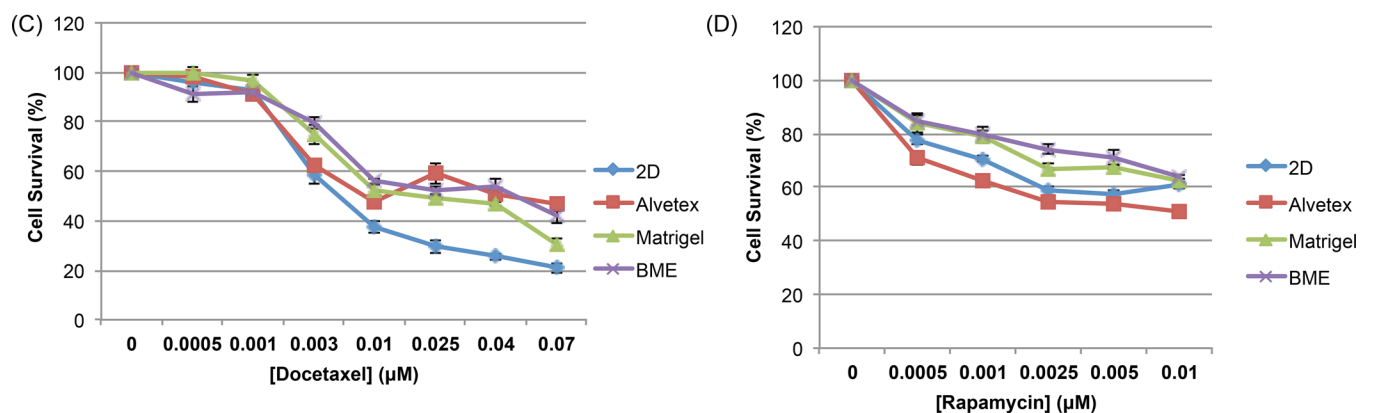 (C)
120
100
80
60
40
20
0
Cell Survival (%)
0 0.0005 0.001 0.003 0.01 0.025 0.04 0.07
[Docetaxel] (µM)
2D
Alvetex
Matrigel
BME
(D)
120
100
80
60
40
20
0
Cell Survival (%)
0 0.0005 0.001 0.0025 0.005 0.01
[Rapamycin] (µM)
2D
Alvetex
Matrigel
BME